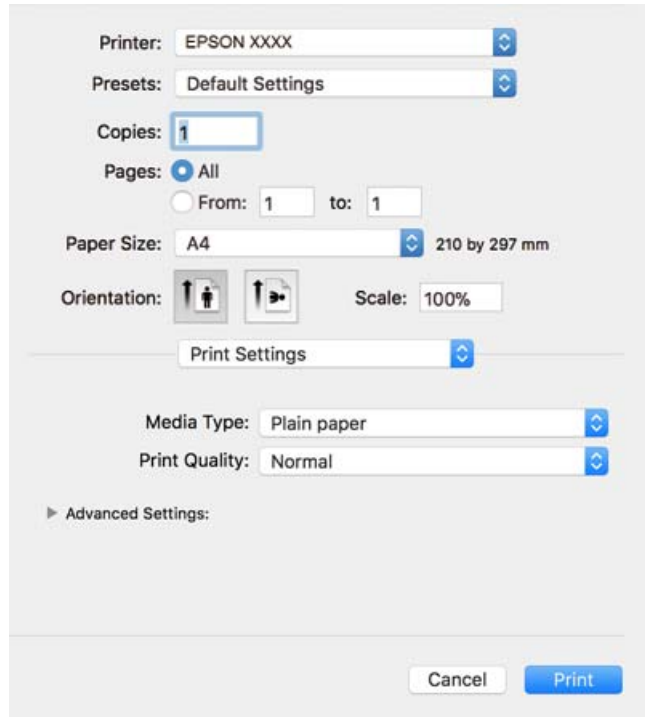 Printer: EPSON XXXX
Presets: Default Settings
Copies: 1
Pages: All
From: 1 to: 1
Paper Size: A4 210 by 297 mm
Orientation: Scale: 100%
Print Settings
Media Type: Plain paper
Print Quality: Normal
Advanced Settings:
Cancel Print